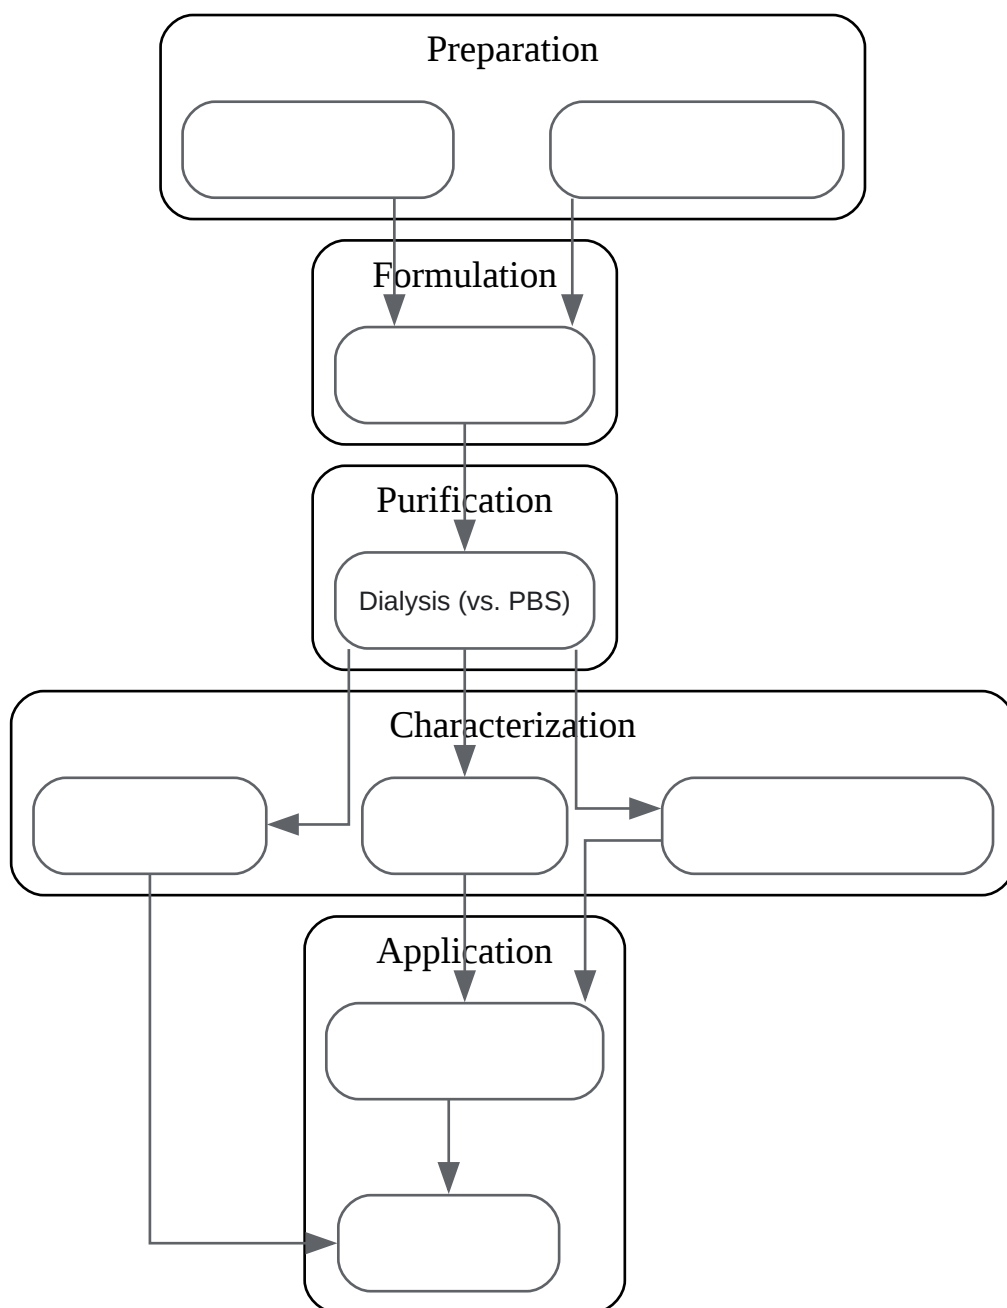 Preparation
Formulation
Purification
Dialysis (vs. PBS)
Characterization
Application